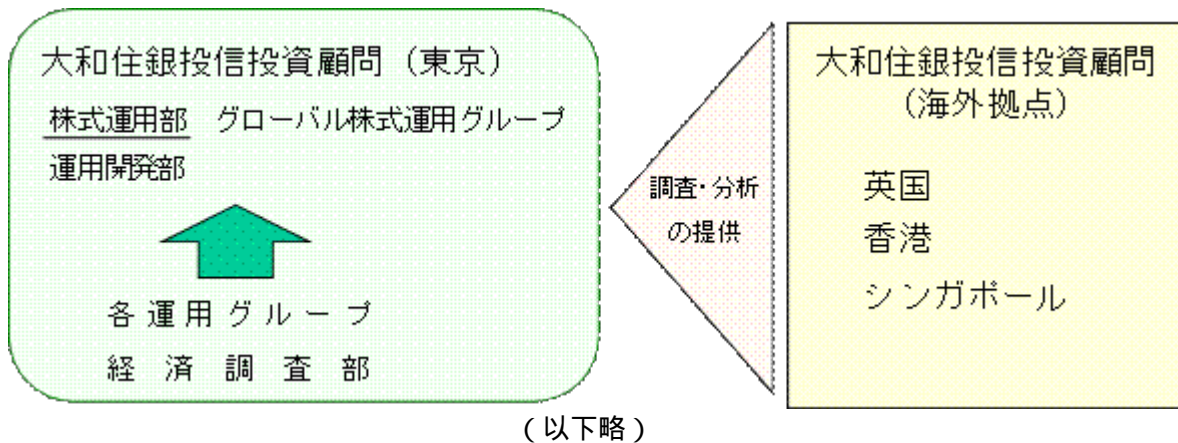 大和住銀投信投資顧問（東京）
株式運用部 グローバル株式運用グループ
運用開発部
各運用グループ
経済調査部
調査・分析
の提供
大和住銀投信投資顧問
（海外拠点）
英国
香港
シンガポール
（以下略）